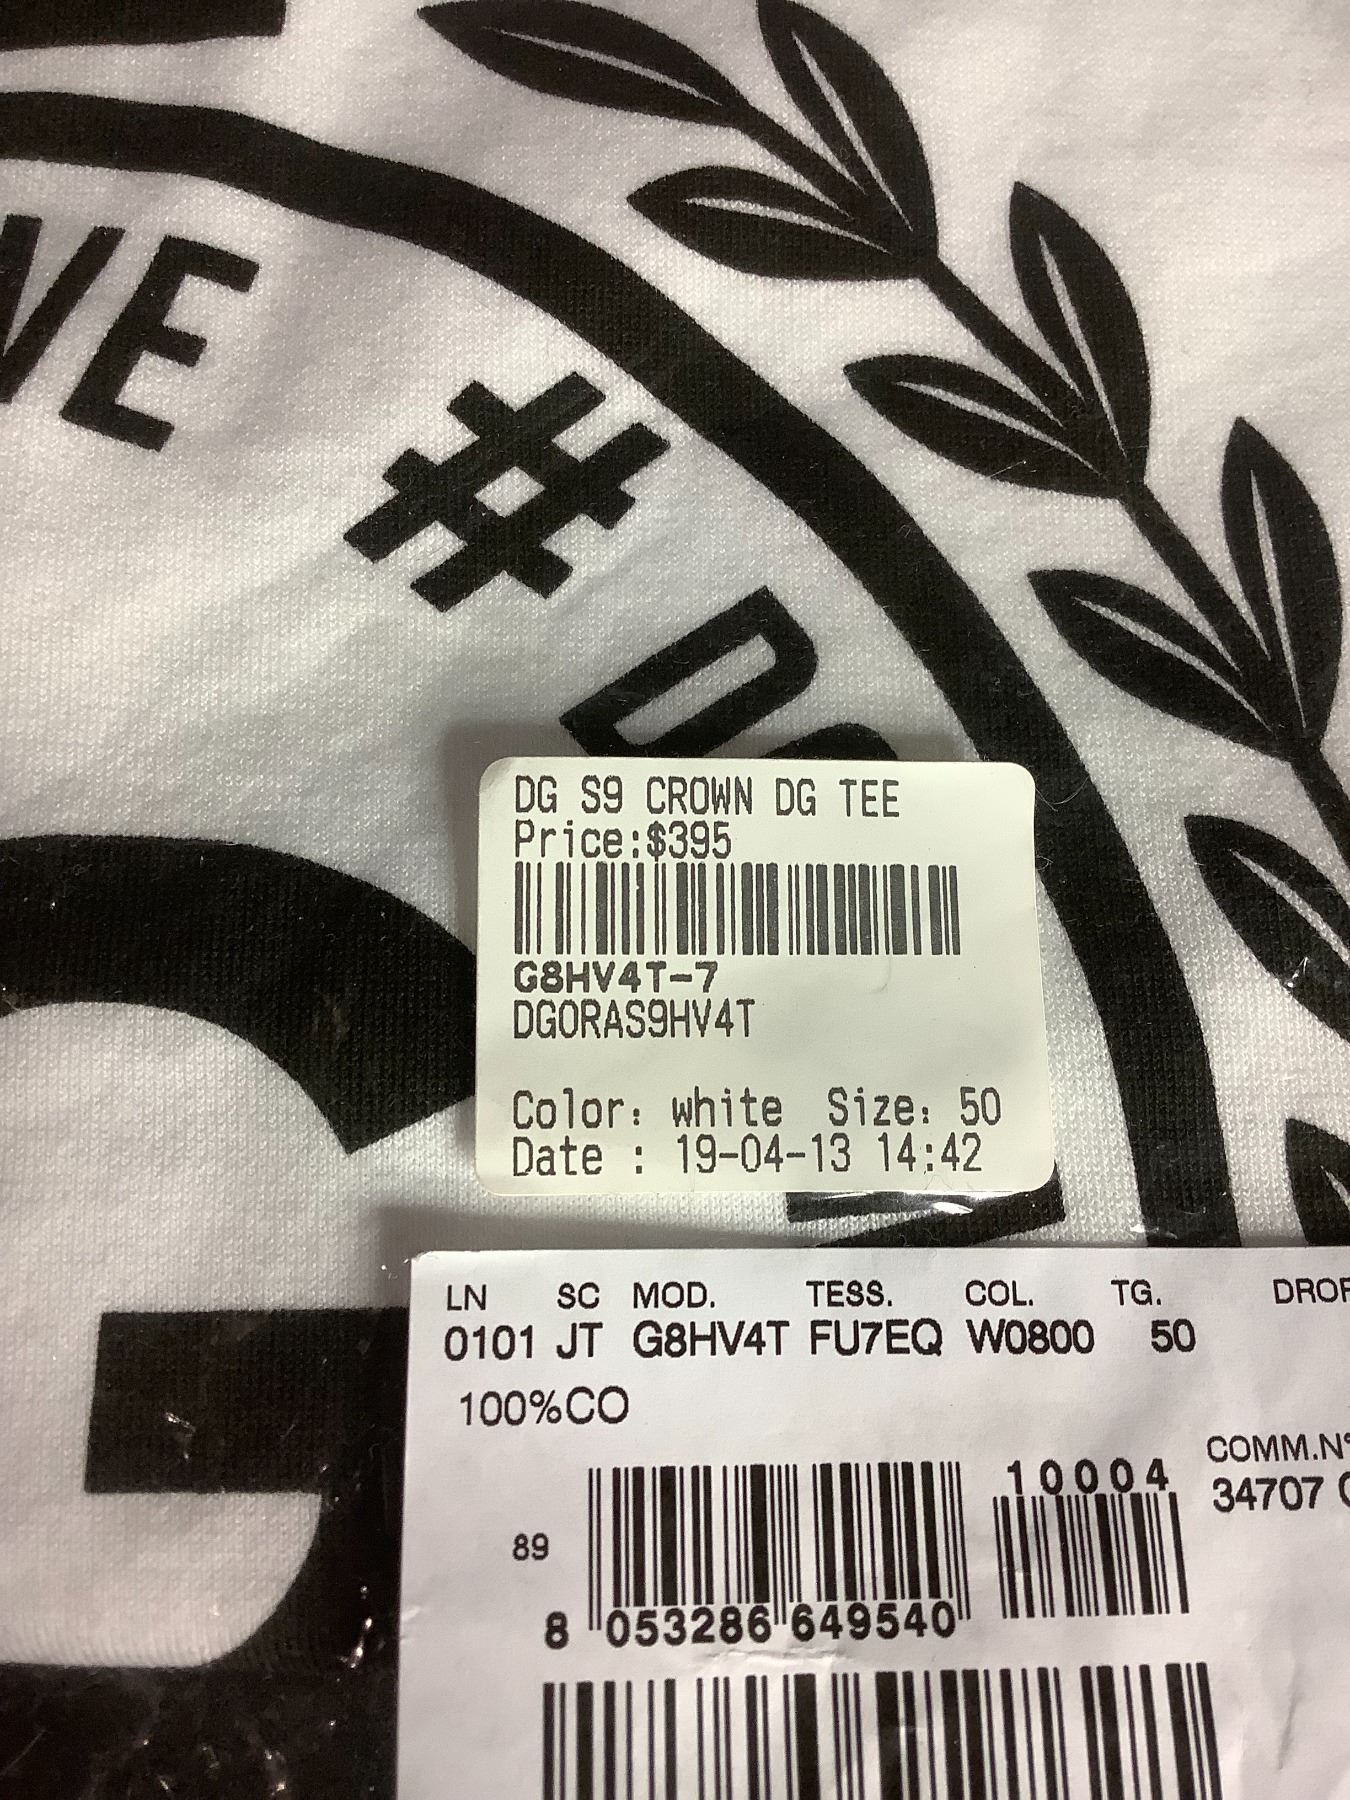 VE # D
G
DG S9 CROWN DG TEE
Price:$395
G8HV4T-7
DGORAS9HV4T
Color: white Size: 50
Date : 19-04-13 14:42
LN SC MOD. TESS. COL. TG. DROP
0101 JT G8HV4T FU7EQ W0800 50
100%CO
COMM.N°
34707
10004
89
8 053286 649540